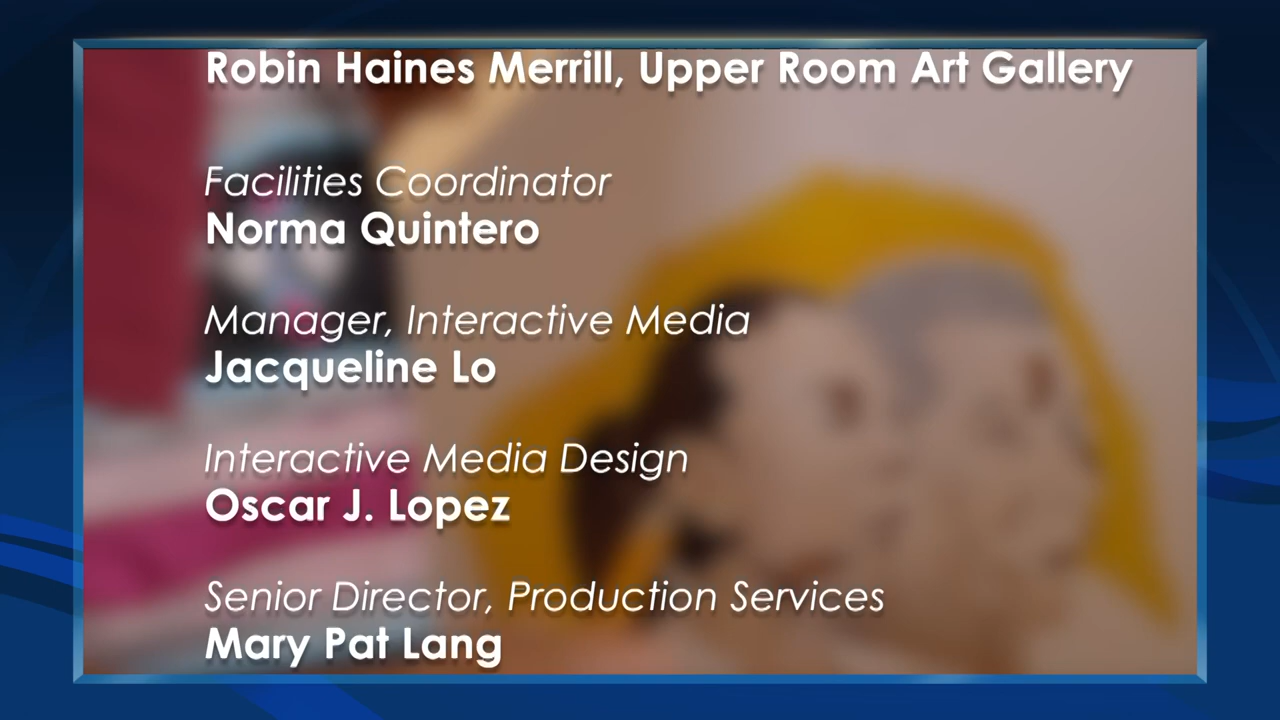 Robin Haines Merrill, Upper Room Art Gallery
Facilities Coordinator
Norma Quintero
Manager, Interactive Media
Jacqueline Lo
Interactive Media Design
Oscar J. Lopez
Senior Director, Production Services
Mary Pat Lang